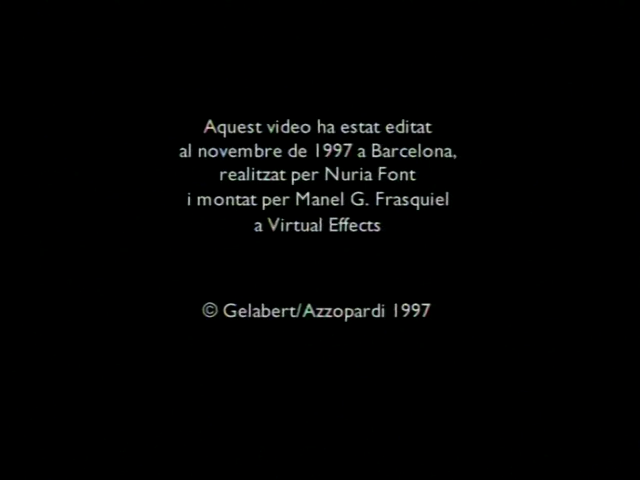 Aquest video ha estat editat
al novembre de 1997 a Barcelona,
realitzat per Nuria Font
i montat per Manel G. Frasquiel
a Virtual Effects
© Gelabert/Azzopardi 1997